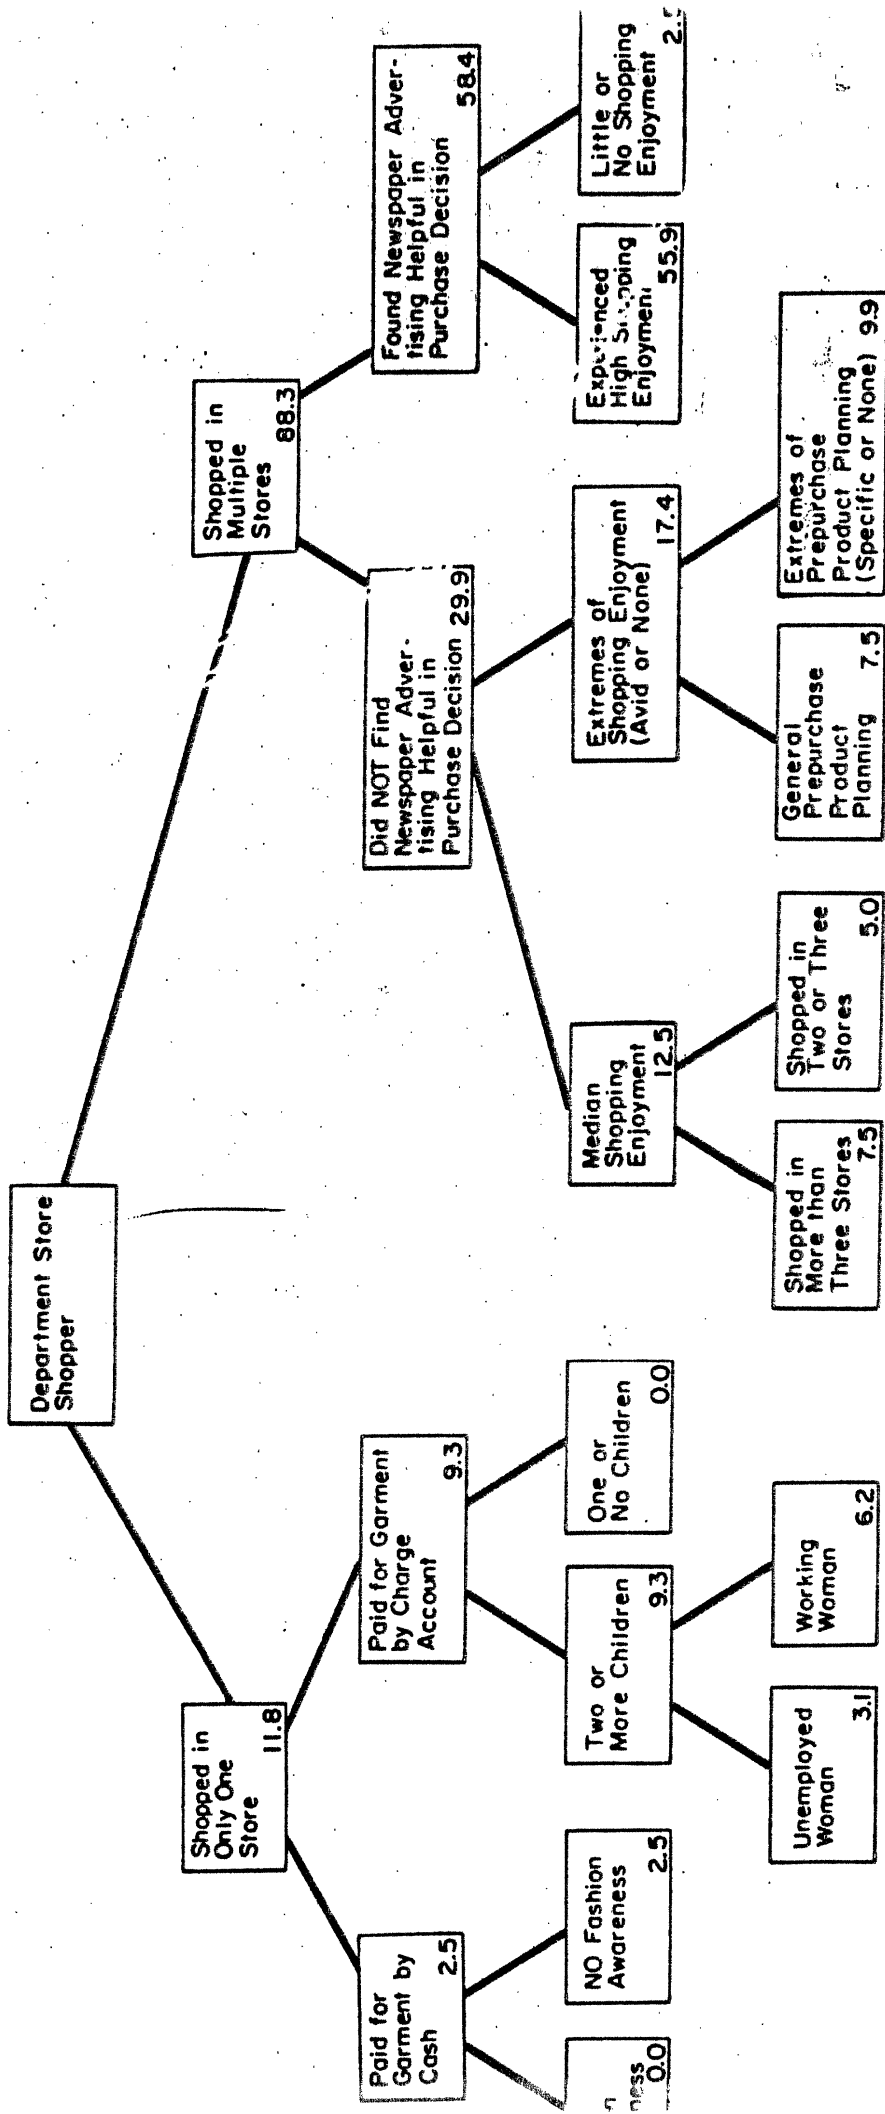 Department Store
Shopper
Shopped in
Only One
Store
11.8
Shopped in
Multiple
Stores
88.3
Paid for
Garment by
Cash
2.5
Paid for Garment
by Charge
Account
9.3
Did NOT Find
Newspaper Adver-
tising Helpful in
Purchase Decision 29.9
Found Newspaper Adver-
tising Helpful in
Purchase Decision
58.4
0.0
NO Fashion
Awareness
2.5
Two or
More Children
9.3
One or
No Children
0.0
Median
Shopping
Enjoyment
12.5
Extremes of
Shopping Enjoyment
(Avid or None)
17.4
Experienced
High Shopping
Enjoyment
55.9
Little or
No Shopping
Enjoyment
Unemployed
Woman
3.1
Working
Woman
6.2
Shopped in
More than
Three Stores
7.5
Shopped in
Two or Three
Stores
5.0
General
Prepurchase
Product
Planning
7.5
Extremes of
Prepurchase
Product Planning
(Specific or None) 9.9